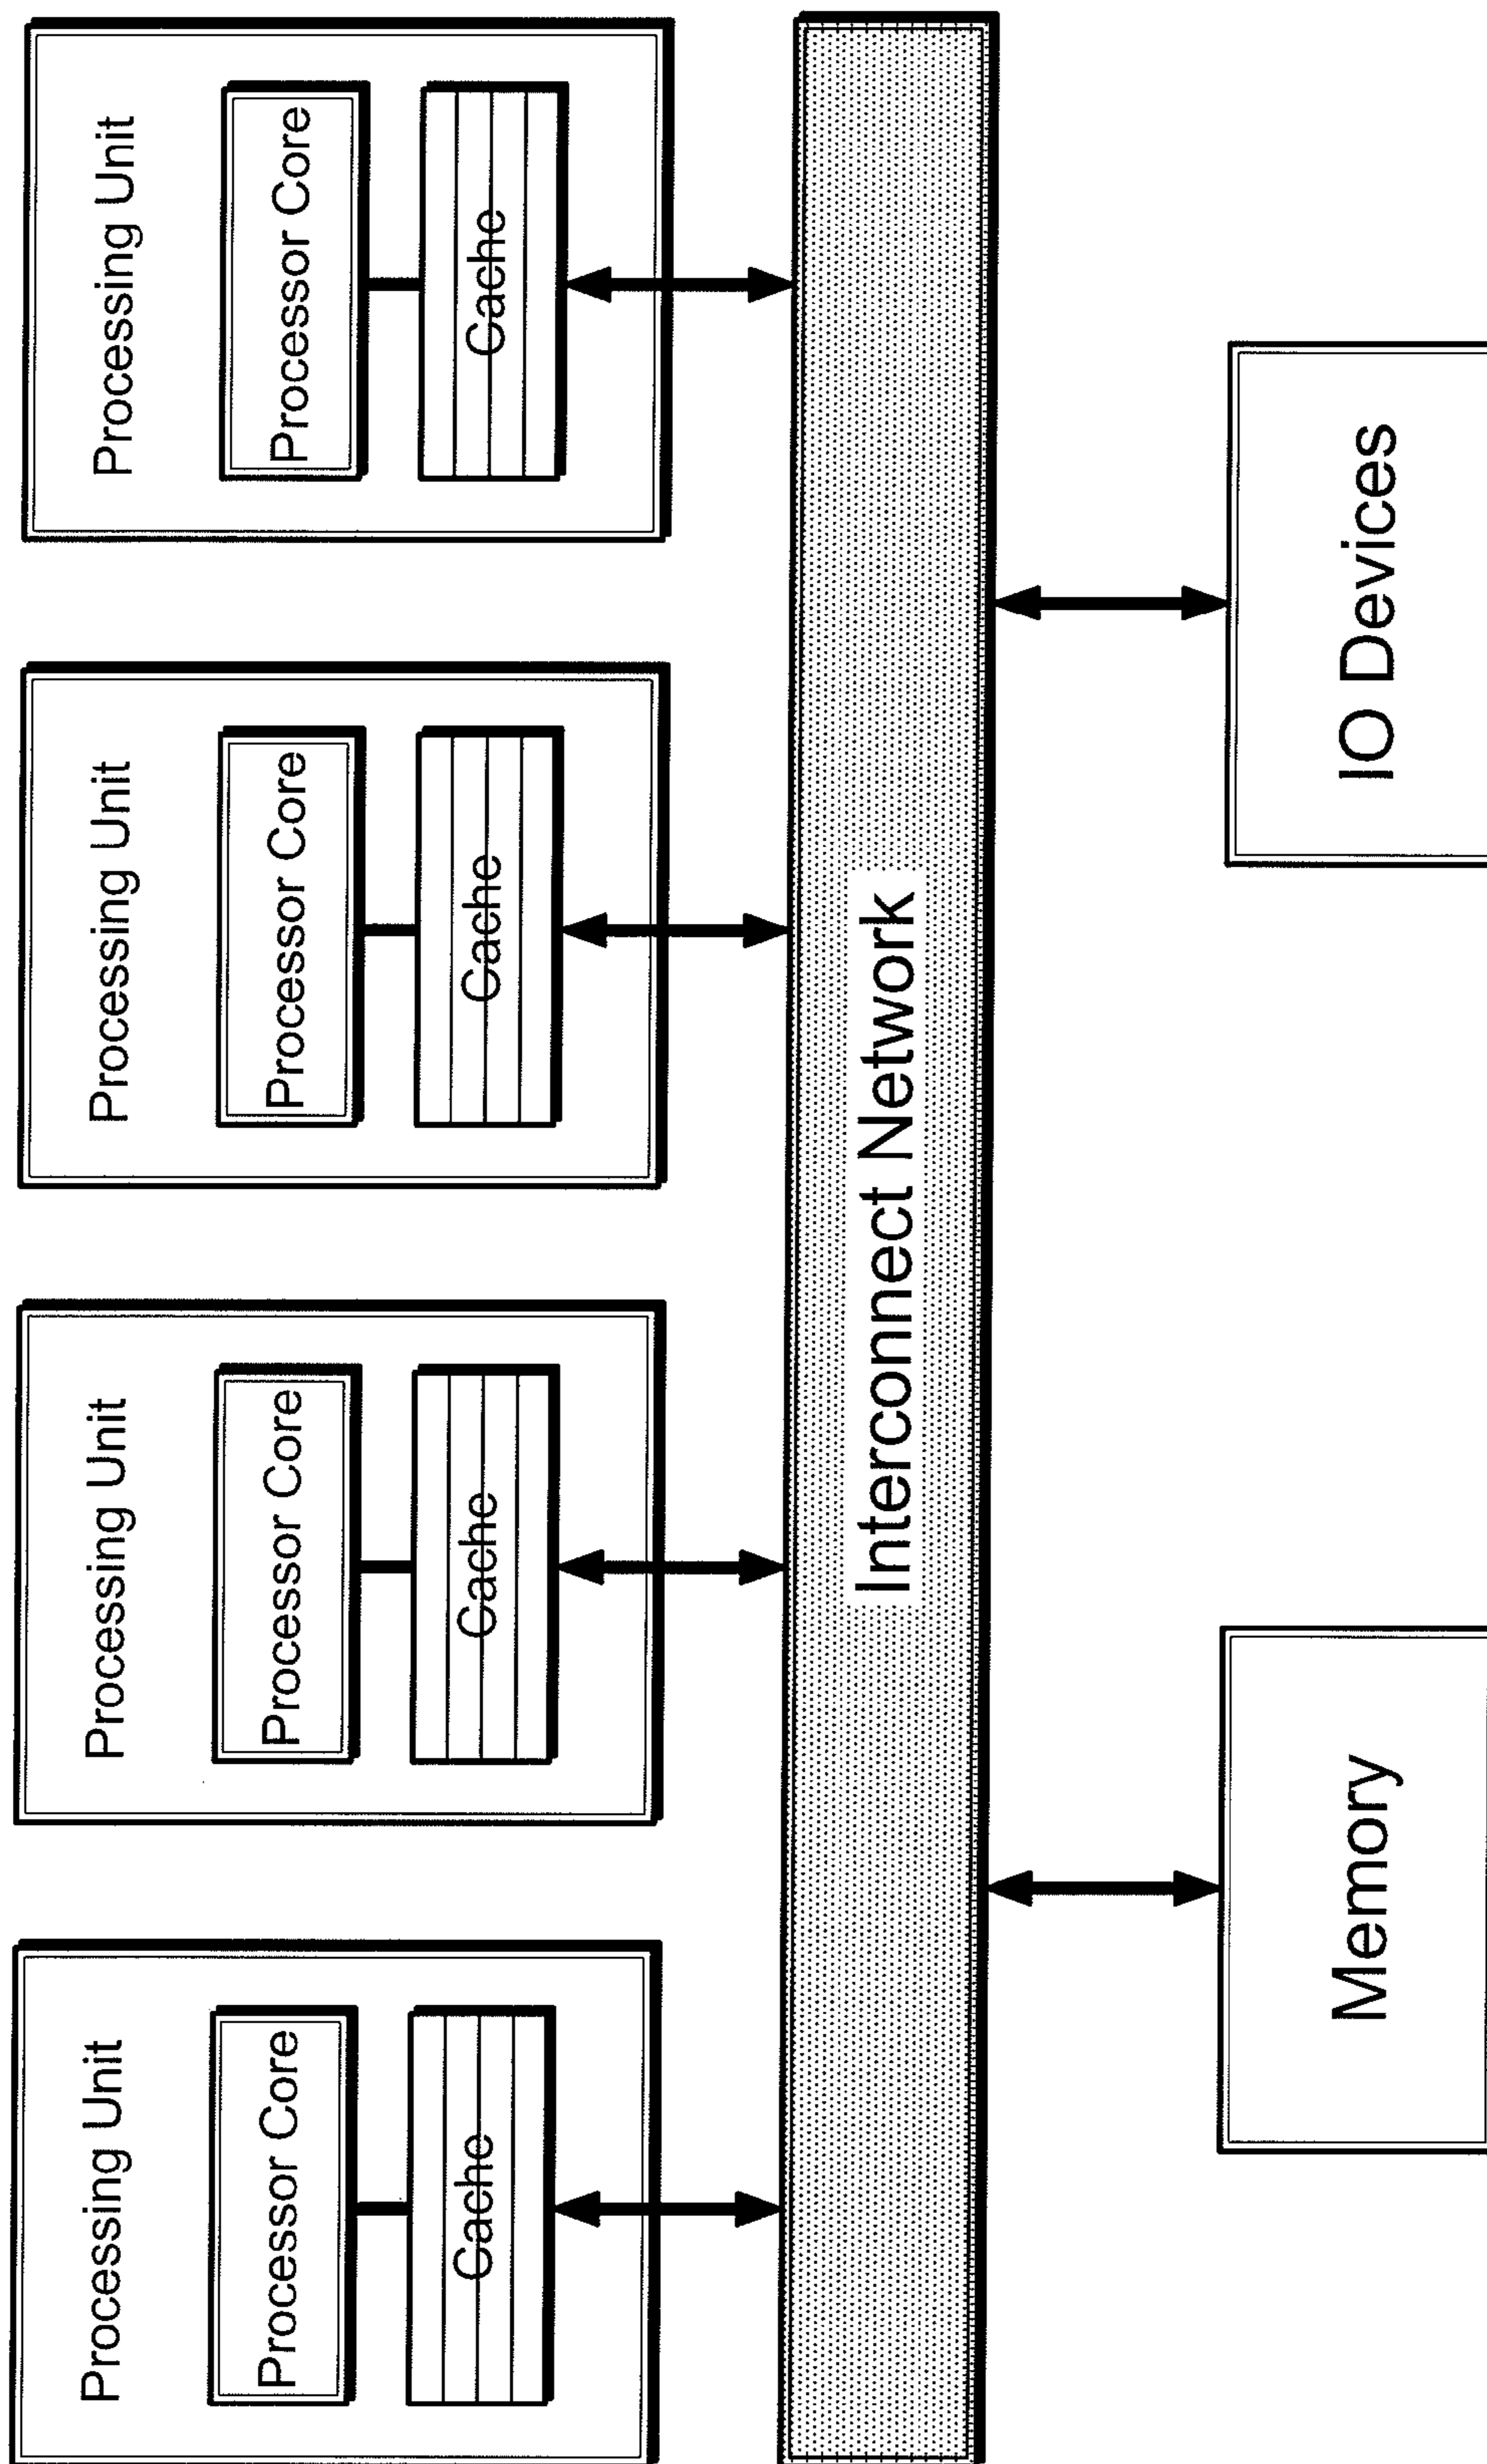 Processing Unit
Processor Core
Cache
Processing Unit
Processor Core
Cache
Processing Unit
Processor Core
Cache
Processing Unit
Processor Core
Cache
Interconnect Network
Memory
IO Devices